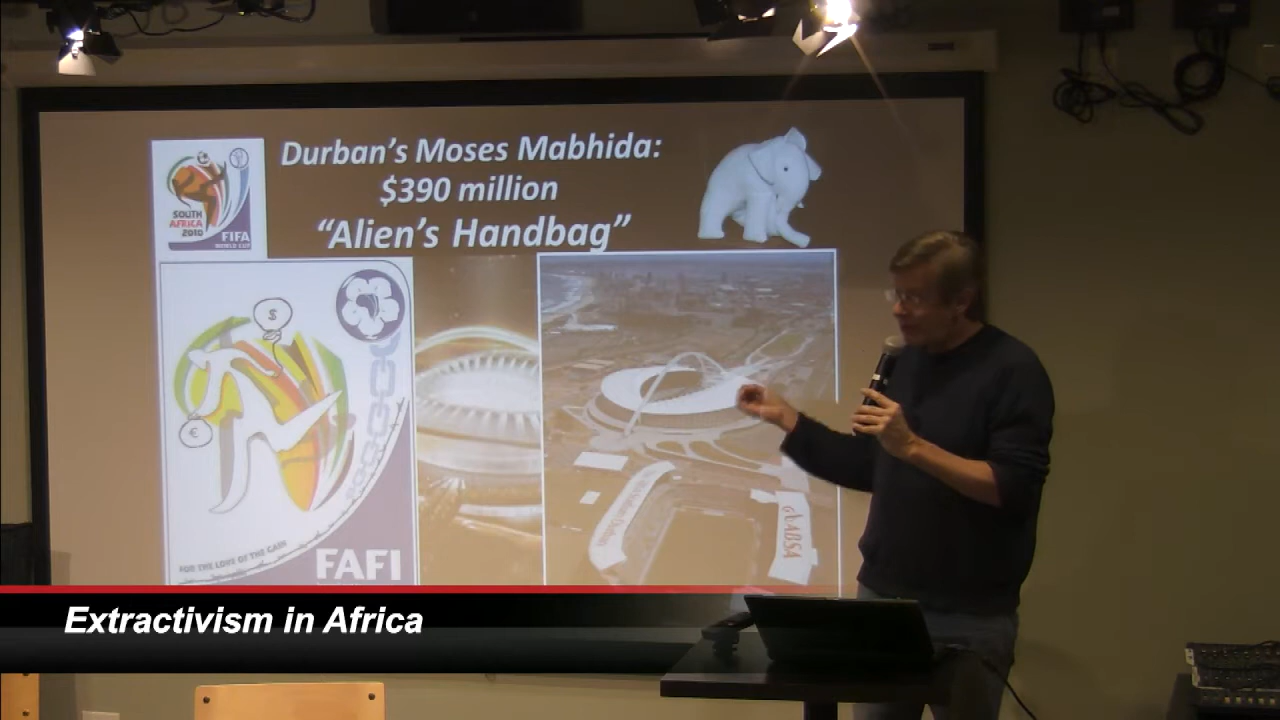 Durban's Moses Mabhida:
$390 million
"Alien's Handbag"
SOUTH
AFRICA
2010
FIFA
WORLD CUP
$
€
FOR THE LOVE OF THE GAIN
FAFI
ABSA
Extractivism in Africa